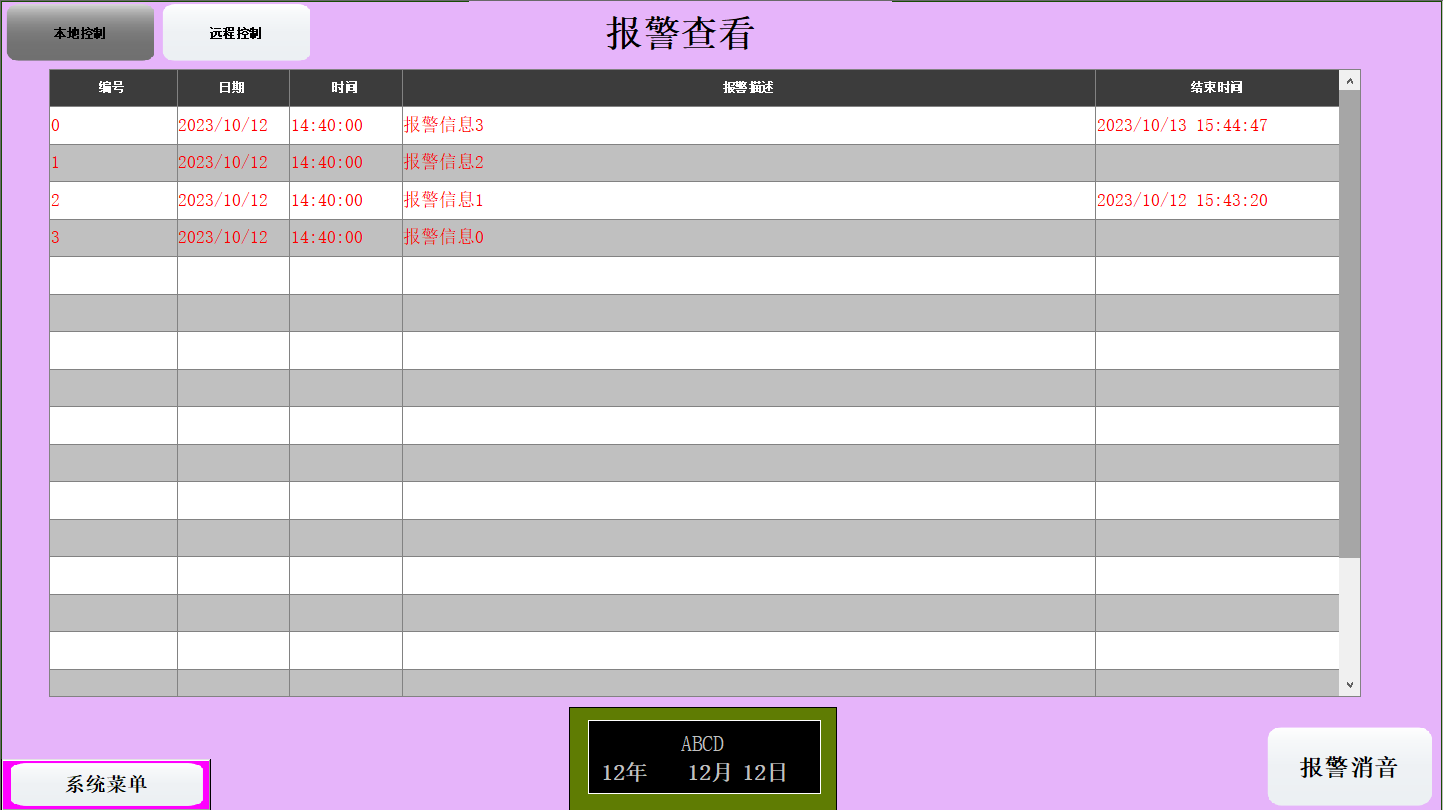 本地控制 远程控制 报警查看
编号 日期 时间 报警描述 结束时间
0 2023/10/12 14:40:00 报警信息3 2023/10/13 15:44:47
1 2023/10/12 14:40:00 报警信息2
2 2023/10/12 14:40:00 报警信息1 2023/10/12 15:43:20
3 2023/10/12 14:40:00 报警信息0
ABCD
12年 12月 12日
系统菜单 报警消音